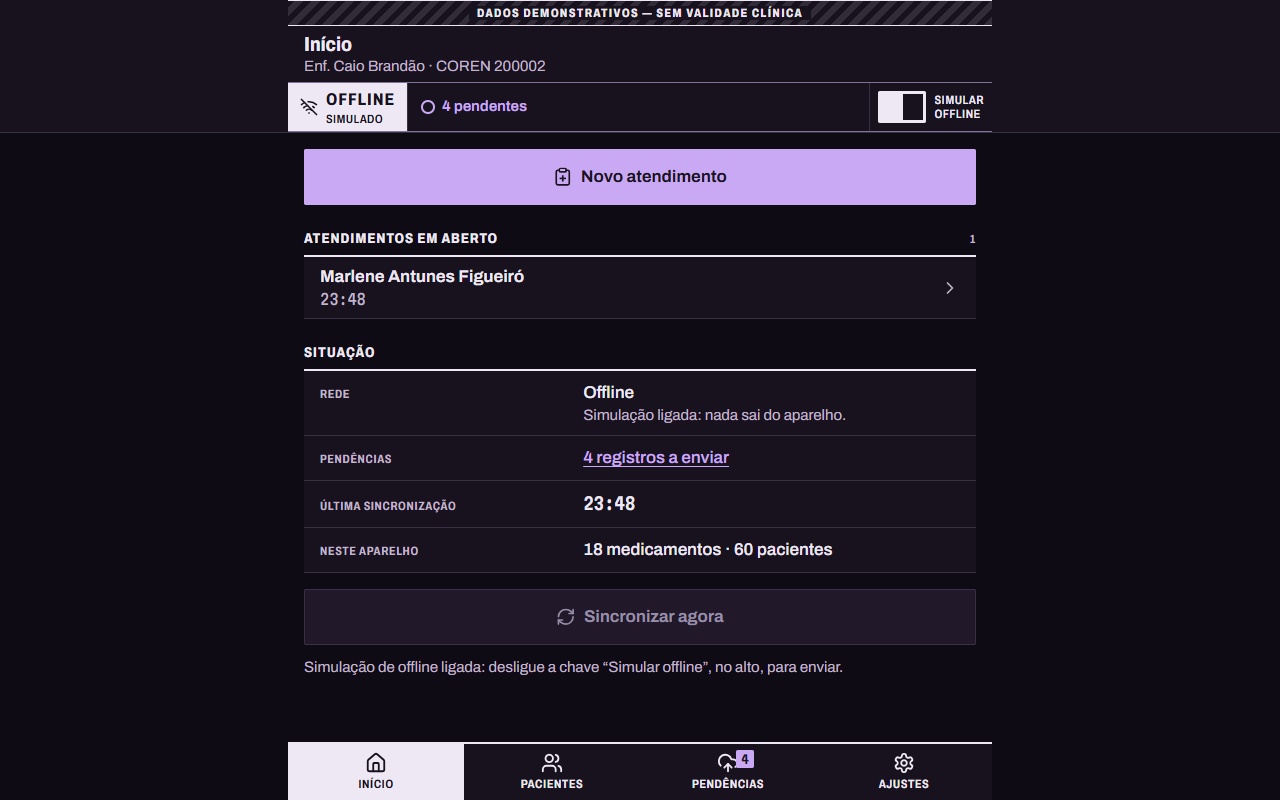 DADOS DEMONSTRATIVOS — SEM VALIDADE CLÍNICA
Início
Enf. Caio Brandão · COREN 200002
OFFLINE
SIMULADO
4 pendentes
SIMULAR
OFFLINE
Novo atendimento
ATENDIMENTOS EM ABERTO 1
Marlene Antunes Figueiró
23:48
SITUAÇÃO
REDE Offline
Simulação ligada: nada sai do aparelho.
PENDÊNCIAS 4 registros a enviar
ÚLTIMA SINCRONIZAÇÃO 23:48
NESTE APARELHO 18 medicamentos · 60 pacientes
Sincronizar agora
Simulação de offline ligada: desligue a chave “Simular offline”, no alto, para enviar.
4
INÍCIO PACIENTES PENDÊNCIAS AJUSTES